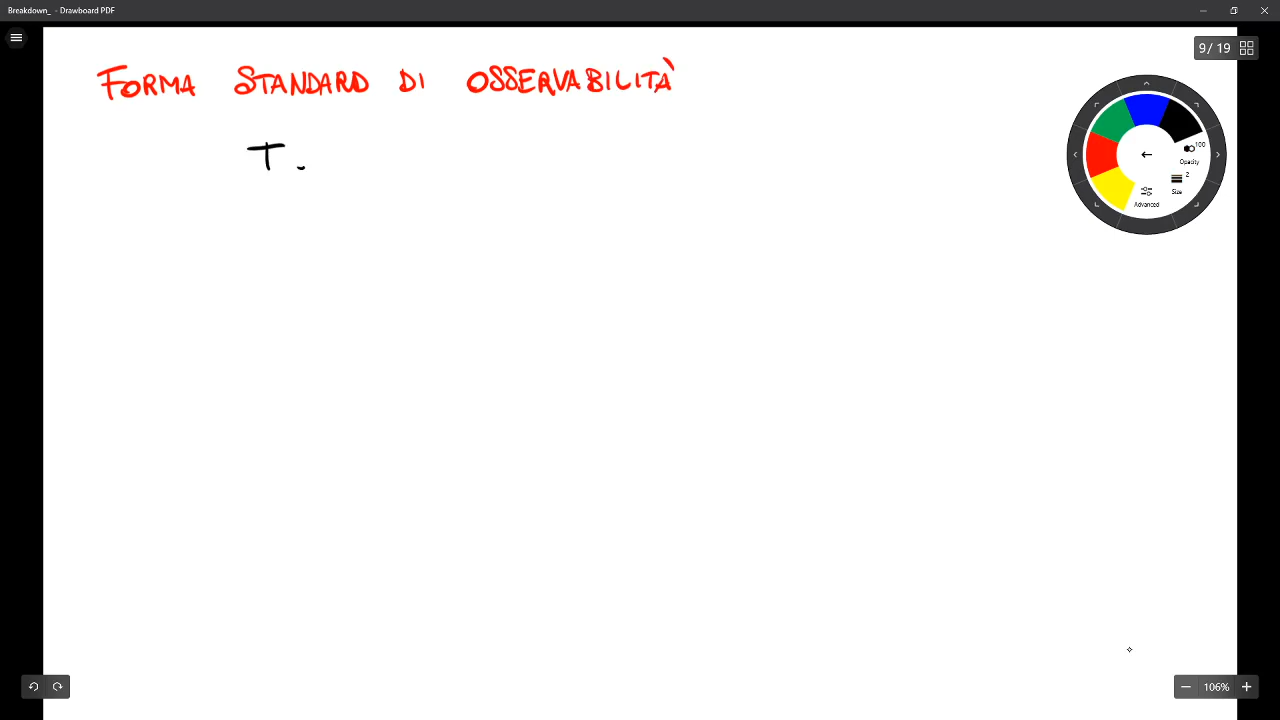 Breakdown_ - Drawboard PDF
9/ 19
FORMA STANDARD DI OSSERVABILITÀ
T.
100
Opacity
2
Size
Advanced
106%